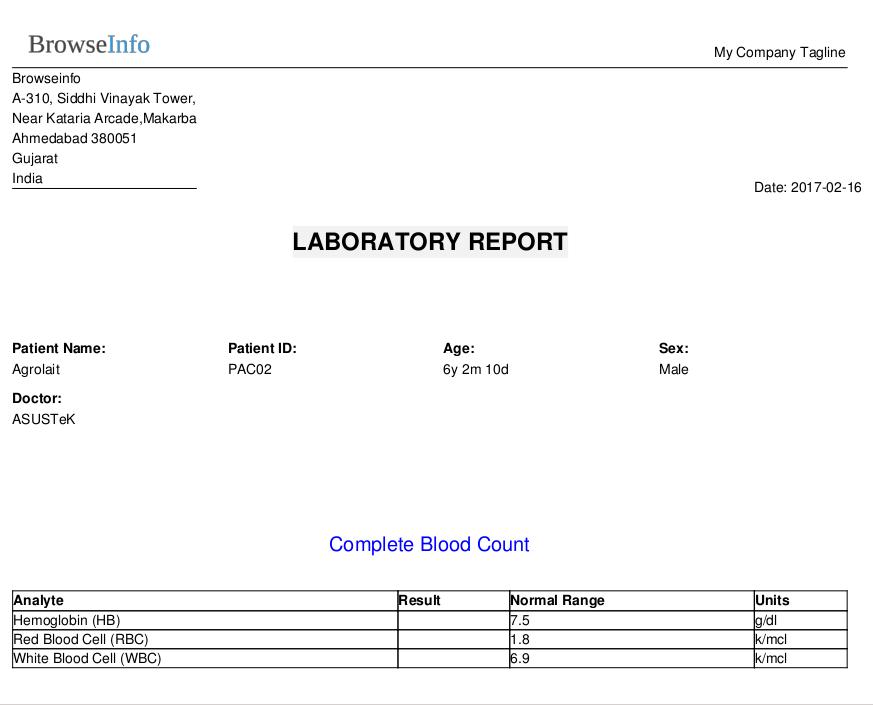 BrowseInfo
My Company Tagline
Browseinfo
A-310, Siddhi Vinayak Tower,
Near Kataria Arcade,Makarba
Ahmedabad 380051
Gujarat
India
Date: 2017-02-16
LABORATORY REPORT
Patient Name: Patient ID: Age: Sex:
Agrolait PAC02 6y 2m 10d Male
Doctor:
ASUSTeK
Complete Blood Count
Analyte Result Normal Range Units
Hemoglobin (HB) 7.5 g/dl
Red Blood Cell (RBC) 1.8 k/mcl
White Blood Cell (WBC) 6.9 k/mcl